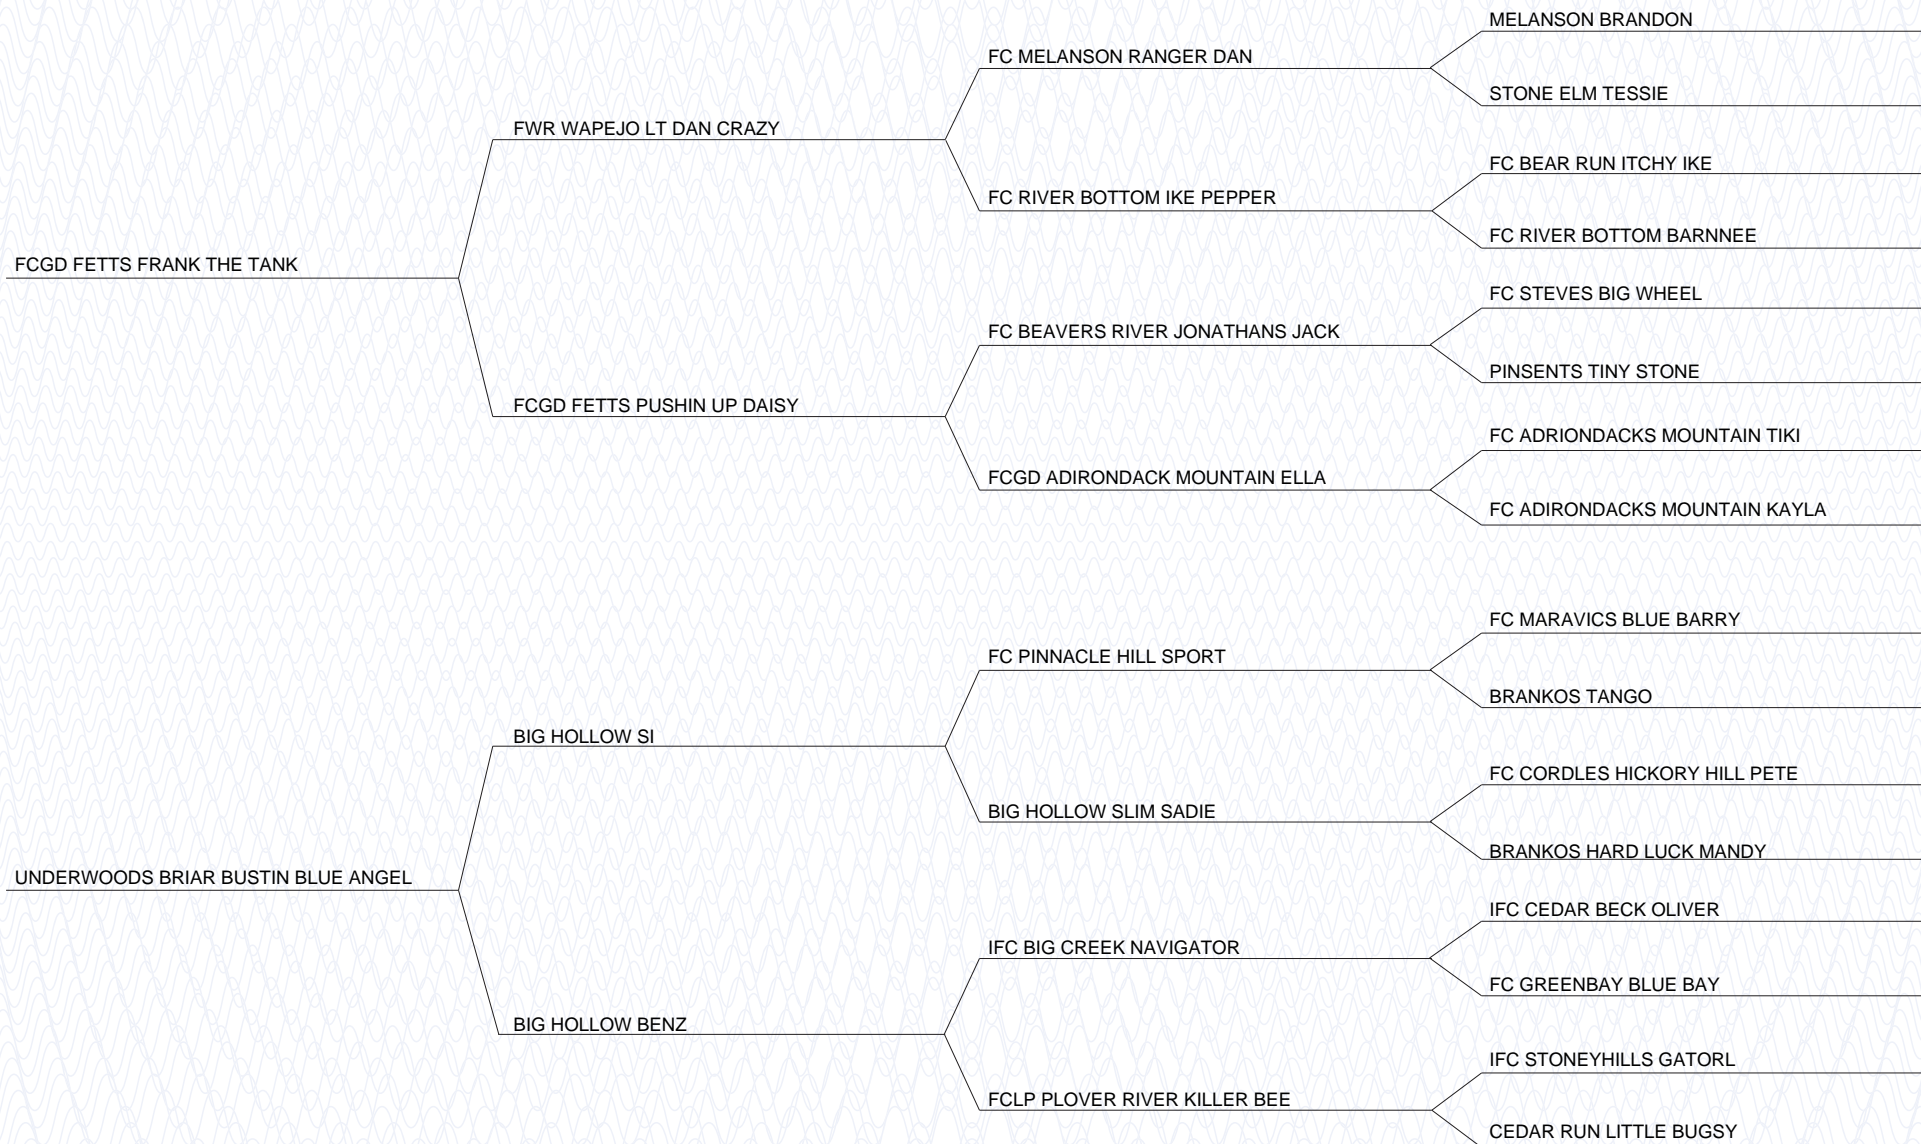 MELANSON BRANDON
FC MELANSON RANGER DAN
STONE ELM TESSIE
FWR WAPEJO LT DAN CRAZY
FC BEAR RUN ITCHY IKE
FC RIVER BOTTOM IKE PEPPER
FC RIVER BOTTOM BARNNEE
FCGD FETTS FRANK THE TANK
FC STEVES BIG WHEEL
FC BEAVERS RIVER JONATHANS JACK
PINSENTS TINY STONE
FCGD FETTS PUSHIN UP DAISY
FC ADRIONDACKS MOUNTAIN TIKI
FCGD ADIRONDACK MOUNTAIN ELLA
FC ADIRONDACKS MOUNTAIN KAYLA
FC MARAVICS BLUE BARRY
FC PINNACLE HILL SPORT
BRANKOS TANGO
BIG HOLLOW SI
FC CORDLES HICKORY HILL PETE
BIG HOLLOW SLIM SADIE
BRANKOS HARD LUCK MANDY
UNDERWOODS BRIAR BUSTIN BLUE ANGEL
IFC CEDAR BECK OLIVER
IFC BIG CREEK NAVIGATOR
FC GREENBAY BLUE BAY
BIG HOLLOW BENZ
IFC STONEYHILLS GATORL
FCLP PLOVER RIVER KILLER BEE
CEDAR RUN LITTLE BUGSY